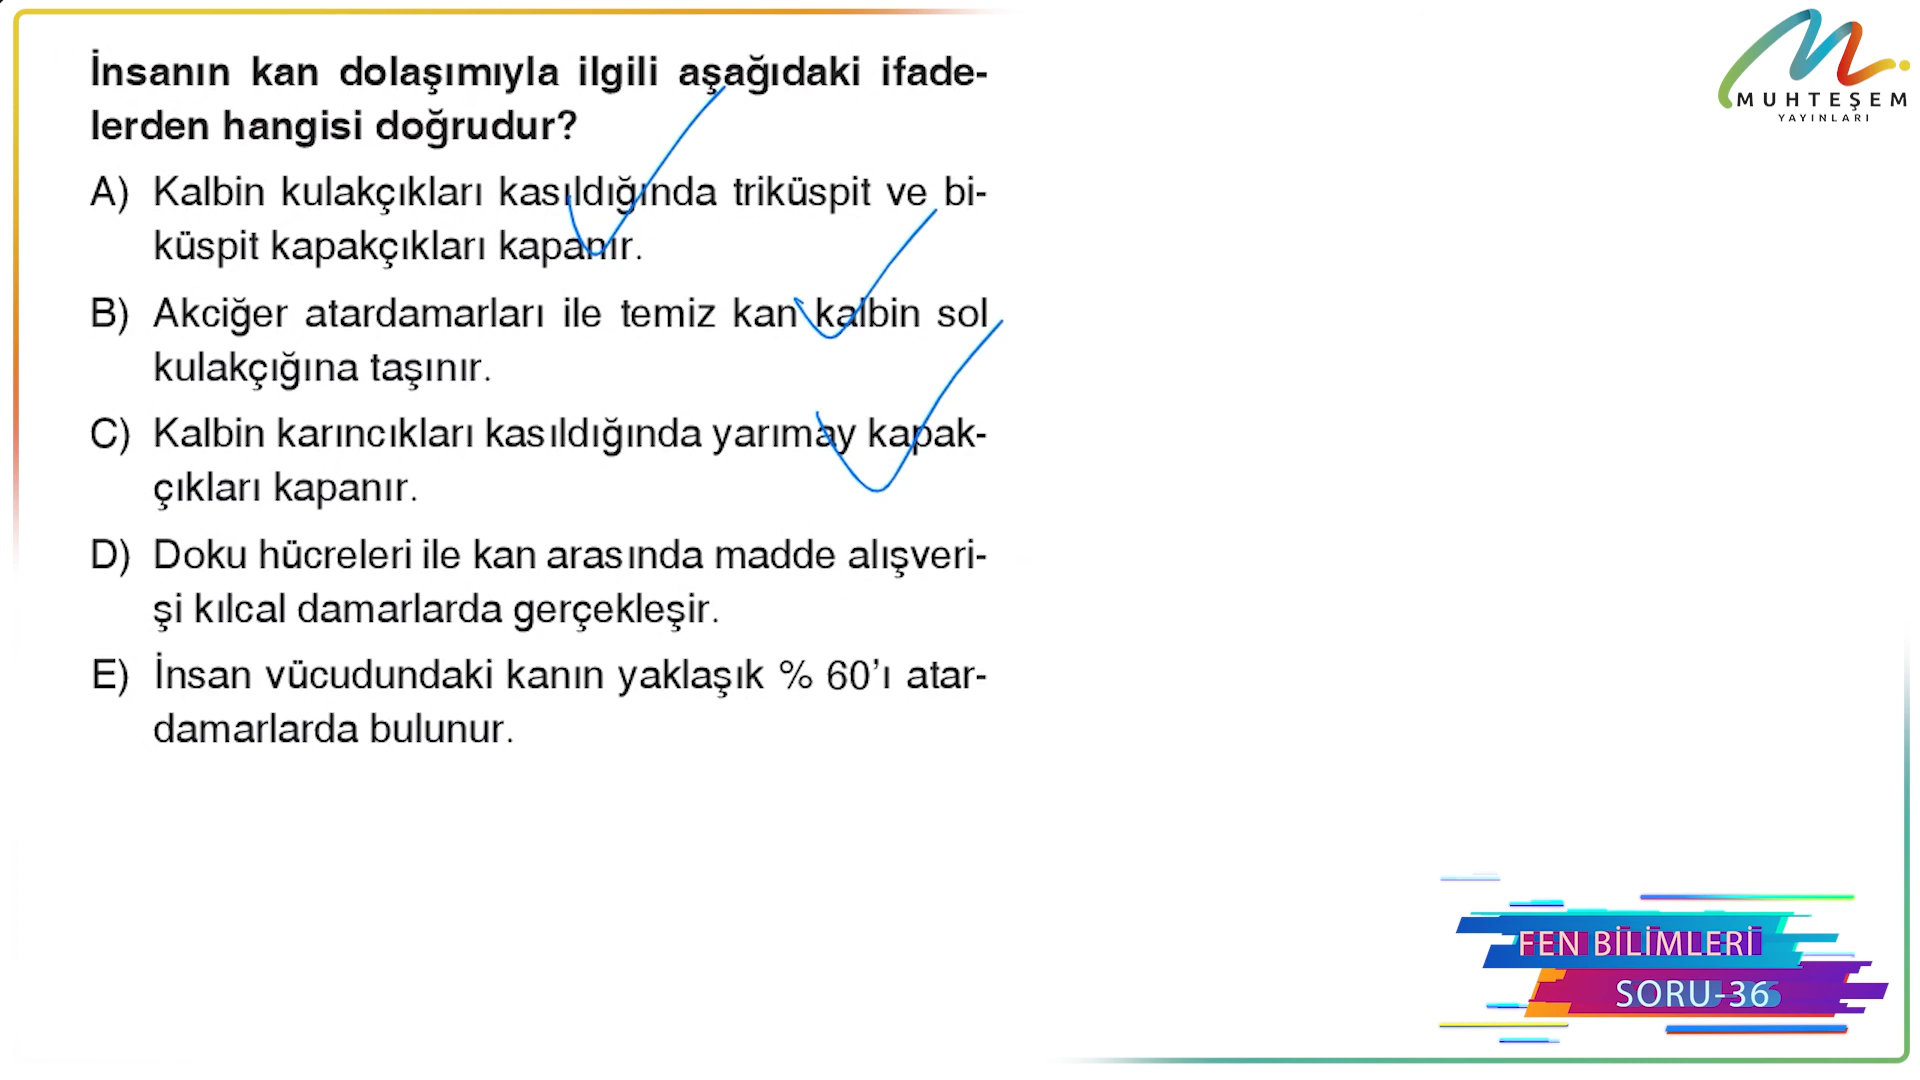 İnsanın kan dolaşımıyla ilgili aşağıdaki ifade-
lerden hangisi doğrudur?
A) Kalbin kulakçıkları kasıldığında triküspit ve bi-
küspit kapakçıkları kapanır.
B) Akciğer atardamarları ile temiz kan kalbin sol
kulakçığına taşınır.
C) Kalbin karıncıkları kasıldığında yarımay kapak-
çıkları kapanır.
D) Doku hücreleri ile kan arasında madde alışveri-
şi kılcal damarlarda gerçekleşir.
E) İnsan vücudundaki kanın yaklaşık % 60’ı atar-
damarlarda bulunur.
MUHTEŞEM
YAYINLARI
FEN BİLİMLERİ
SORU-36